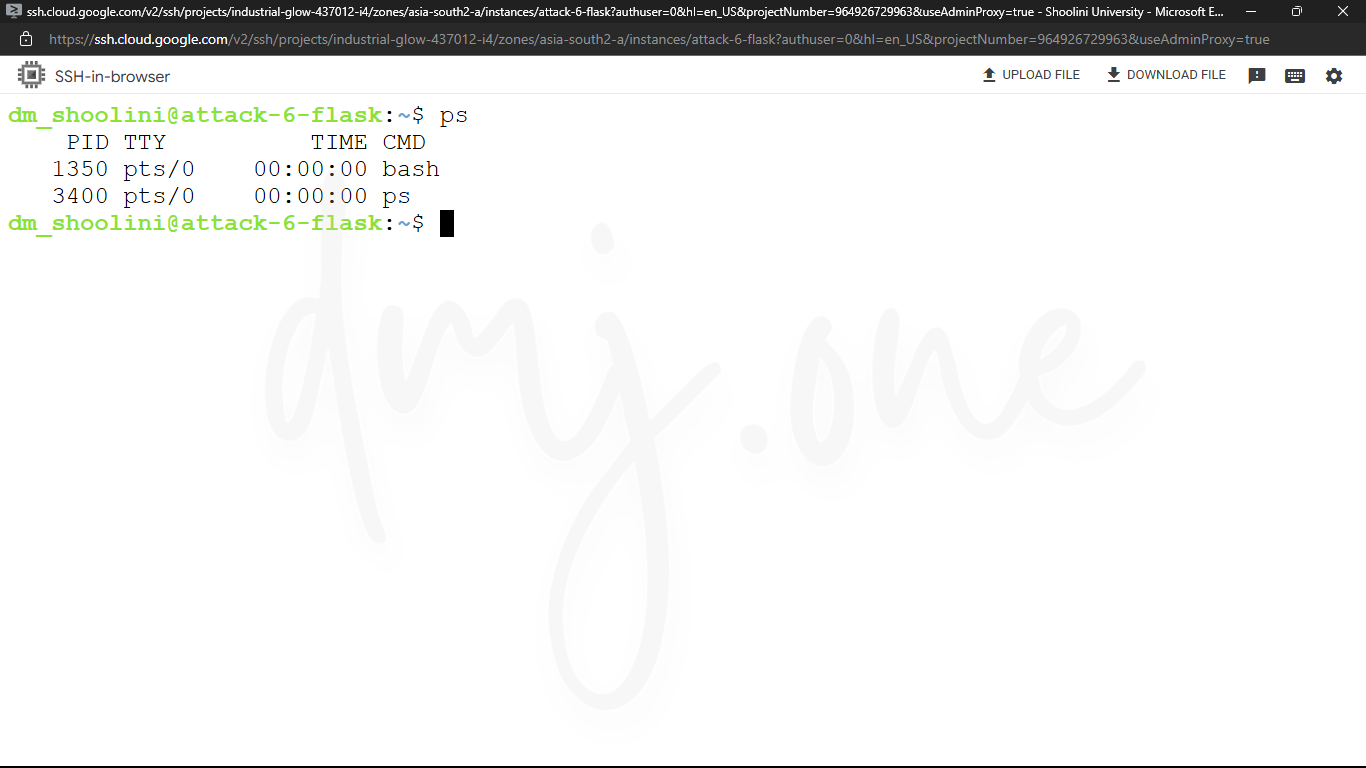 ssh.cloud.google.com/v2/ssh/projects/industrial-glow-437012-i4/zones/asia-south2-a/instances/attack-6-flask?authuser=0&hl=en_US&projectNumber=964926729963&useAdminProxy=true - Shoolini University - Microsoft E...
https://ssh.cloud.google.com/v2/ssh/projects/industrial-glow-437012-i4/zones/asia-south2-a/instances/attack-6-flask?authuser=0&hl=en_US&projectNumber=964926729963&useAdminProxy=true
SSH-in-browser UPLOAD FILE DOWNLOAD FILE
dm_shoolini@attack-6-flask:~$ ps
    PID TTY          TIME CMD
   1350 pts/0    00:00:00 bash
   3400 pts/0    00:00:00 ps
dm_shoolini@attack-6-flask:~$
dmj.one